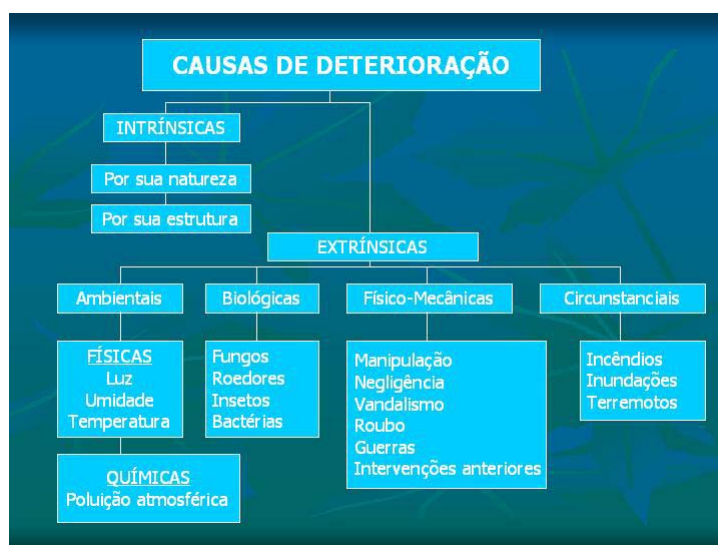 CAUSAS DE DETERIORAÇÃO
INTRÍNSICAS
Por sua natureza
Por sua estrutura
EXTRÍNSICAS
Ambientais
Biológicas
Físico-Mecânicas
Circunstanciais
FÍSICAS
Luz
Umidade
Temperatura
QUÍMICAS
Poluição atmosférica
Fungos
Roedores
Insetos
Bactérias
Manipulação
Negligência
Vandalismo
Roubo
Guerras
Intervenções anteriores
Incêndios
Inundações
Terremotos